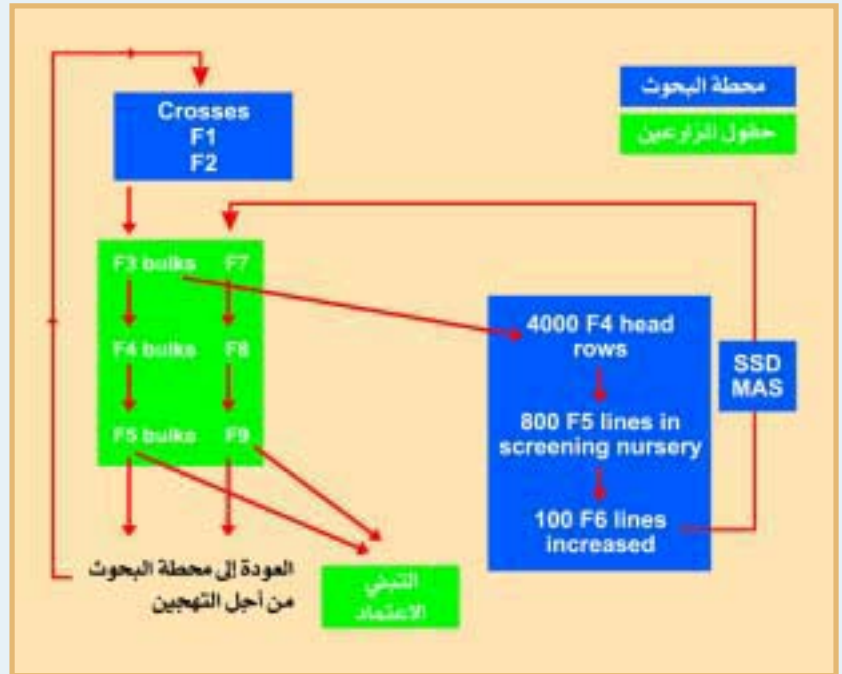 محطة البحوث
حقول المزارعين
Crosses
F1
F2
F3 bulks F7
F4 bulks F8
F5 bulks F9
4000 F4 head
rows
800 F5 lines in
screening nursery
100 F6 lines
increased
SSD
MAS
العودة إلى محطة البحوث
من أجل التهجين
التبني
الاعتماد